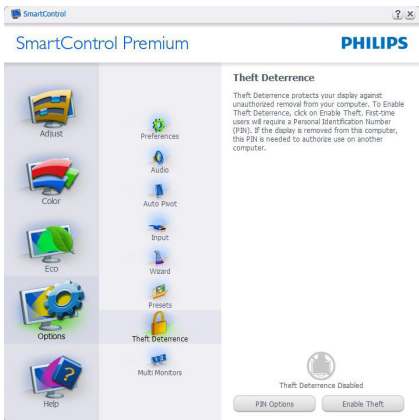 SmartControl
? X
SmartControl Premium
PHILIPS
Adjust
Color
Eco
Options
Help
Preferences
Audio
Auto Pivot
Input
Wizard
Presets
Theft Deterrence
Multi Monitors
Theft Deterrence
Theft Deterrence protects your display against
unauthorized removal from your computer. To Enable
Theft Deterrence, click on Enable Theft. First-time
users will require a Personal Identification Number
(PIN). If the display is removed from this computer,
this PIN is needed to authorize use on another
computer.
Theft Deterrence Disabled
PIN Options
Enable Theft